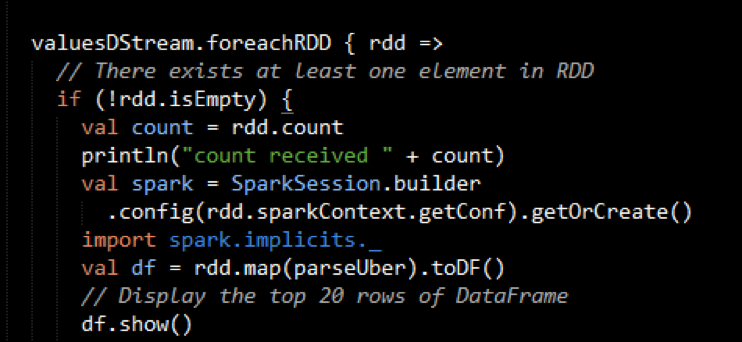 valuesDStream.foreachRDD { rdd =>
// There exists at least one element in RDD
if (!rdd.isEmpty) {
val count = rdd.count
println("count received " + count)
val spark = SparkSession.builder
.config(rdd.sparkContext.getConf).getOrCreate()
import spark.implicits._
val df = rdd.map(parseUber).toDF()
// Display the top 20 rows of DataFrame
df.show()